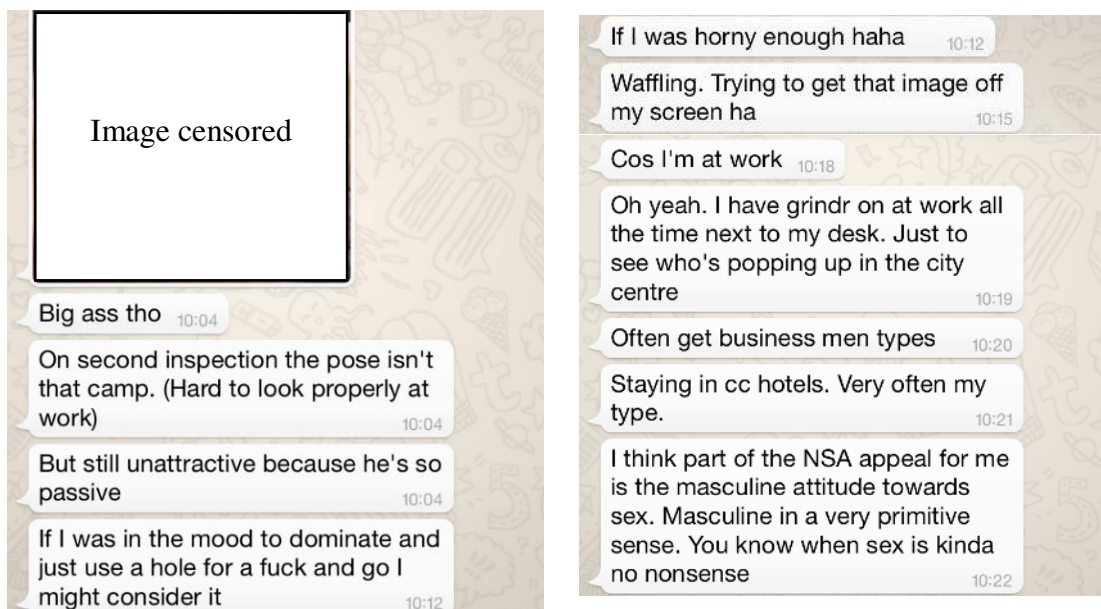 Image censored
Big ass tho 10:04
On second inspection the pose isn't
that camp. (Hard to look properly at
work) 10:04
But still unattractive because he's so
passive 10:04
If I was in the mood to dominate and
just use a hole for a fuck and go I
might consider it 10:12
If I was horny enough haha 10:12
Waffling. Trying to get that image off
my screen ha 10:15
Cos I'm at work 10:18
Oh yeah. I have grindr on at work all
the time next to my desk. Just to
see who's popping up in the city
centre 10:19
Often get business men types 10:20
Staying in cc hotels. Very often my
type. 10:21
I think part of the NSA appeal for me
is the masculine attitude towards
sex. Masculine in a very primitive
sense. You know when sex is kinda
no nonsense 10:22